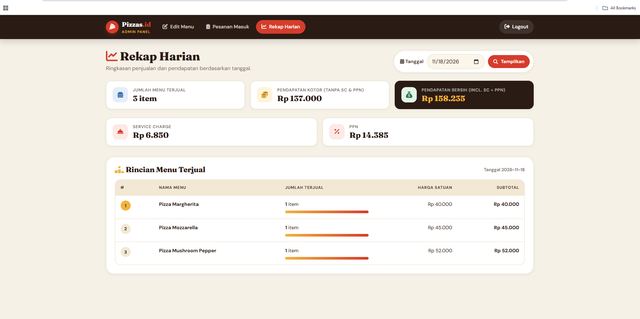 All Bookmarks
Pizzas.id
ADMIN PANEL
Edit Menu
Pesanan Masuk
Rekap Harian
Logout
Rekap Harian
Ringkasan penjualan dan pendapatan berdasarkan tanggal.
Tanggal
11/18/2026
Tampilkan
JUMLAH MENU TERJUAL
3 item
PENDAPATAN KOTOR (TANPA SC & PPN)
Rp 137.000
PENDAPATAN BERSIH (INCL. SC + PPN)
Rp 158.235
SERVICE CHARGE
Rp 6.850
PPN
Rp 14.385
Rincian Menu Terjual
Tanggal 2026-11-18
# NAMA MENU JUMLAH TERJUAL HARGA SATUAN SUBTOTAL
1 Pizza Margherita 1 item Rp 40.000 Rp 40.000
2 Pizza Mozzarella 1 item Rp 45.000 Rp 45.000
3 Pizza Mushroom Pepper 1 item Rp 52.000 Rp 52.000